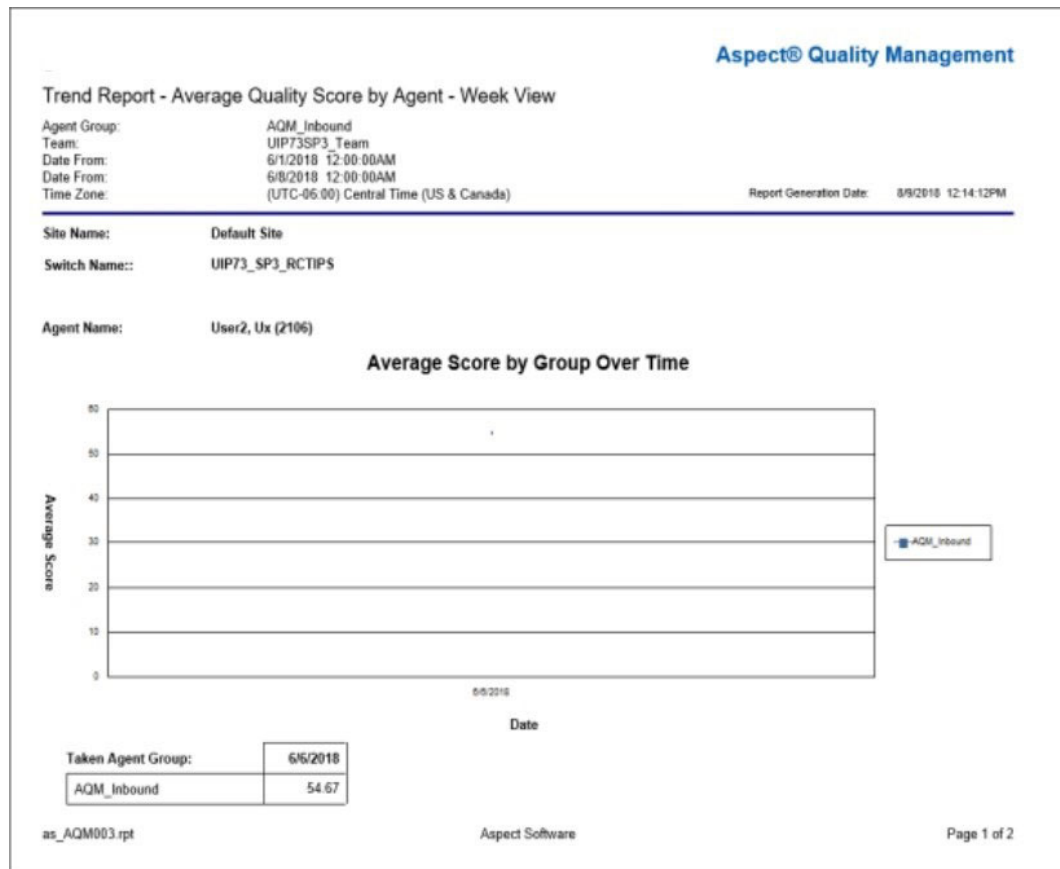 Aspect® Quality Management
Trend Report - Average Quality Score by Agent - Week View
Agent Group: AQM_Inbound
Team: UIP73SP3_Team
Date From: 6/1/2018 12:00:00AM
Date From: 6/8/2018 12:00:00AM
Time Zone: (UTC-06:00) Central Time (US & Canada) Report Generation Date: 8/9/2018 12:14:12PM
Site Name: Default Site
Switch Name:: UIP73_SP3_RCTIPS
Agent Name: User2, Ux (2106)
Average Score by Group Over Time
60
50
40
30
20
10
0
Average Score
AQM_Inbound
6/6/2018
Date
Taken Agent Group: 6/6/2018
AQM_Inbound 54.67
as_AQM003.rpt Aspect Software Page 1 of 2